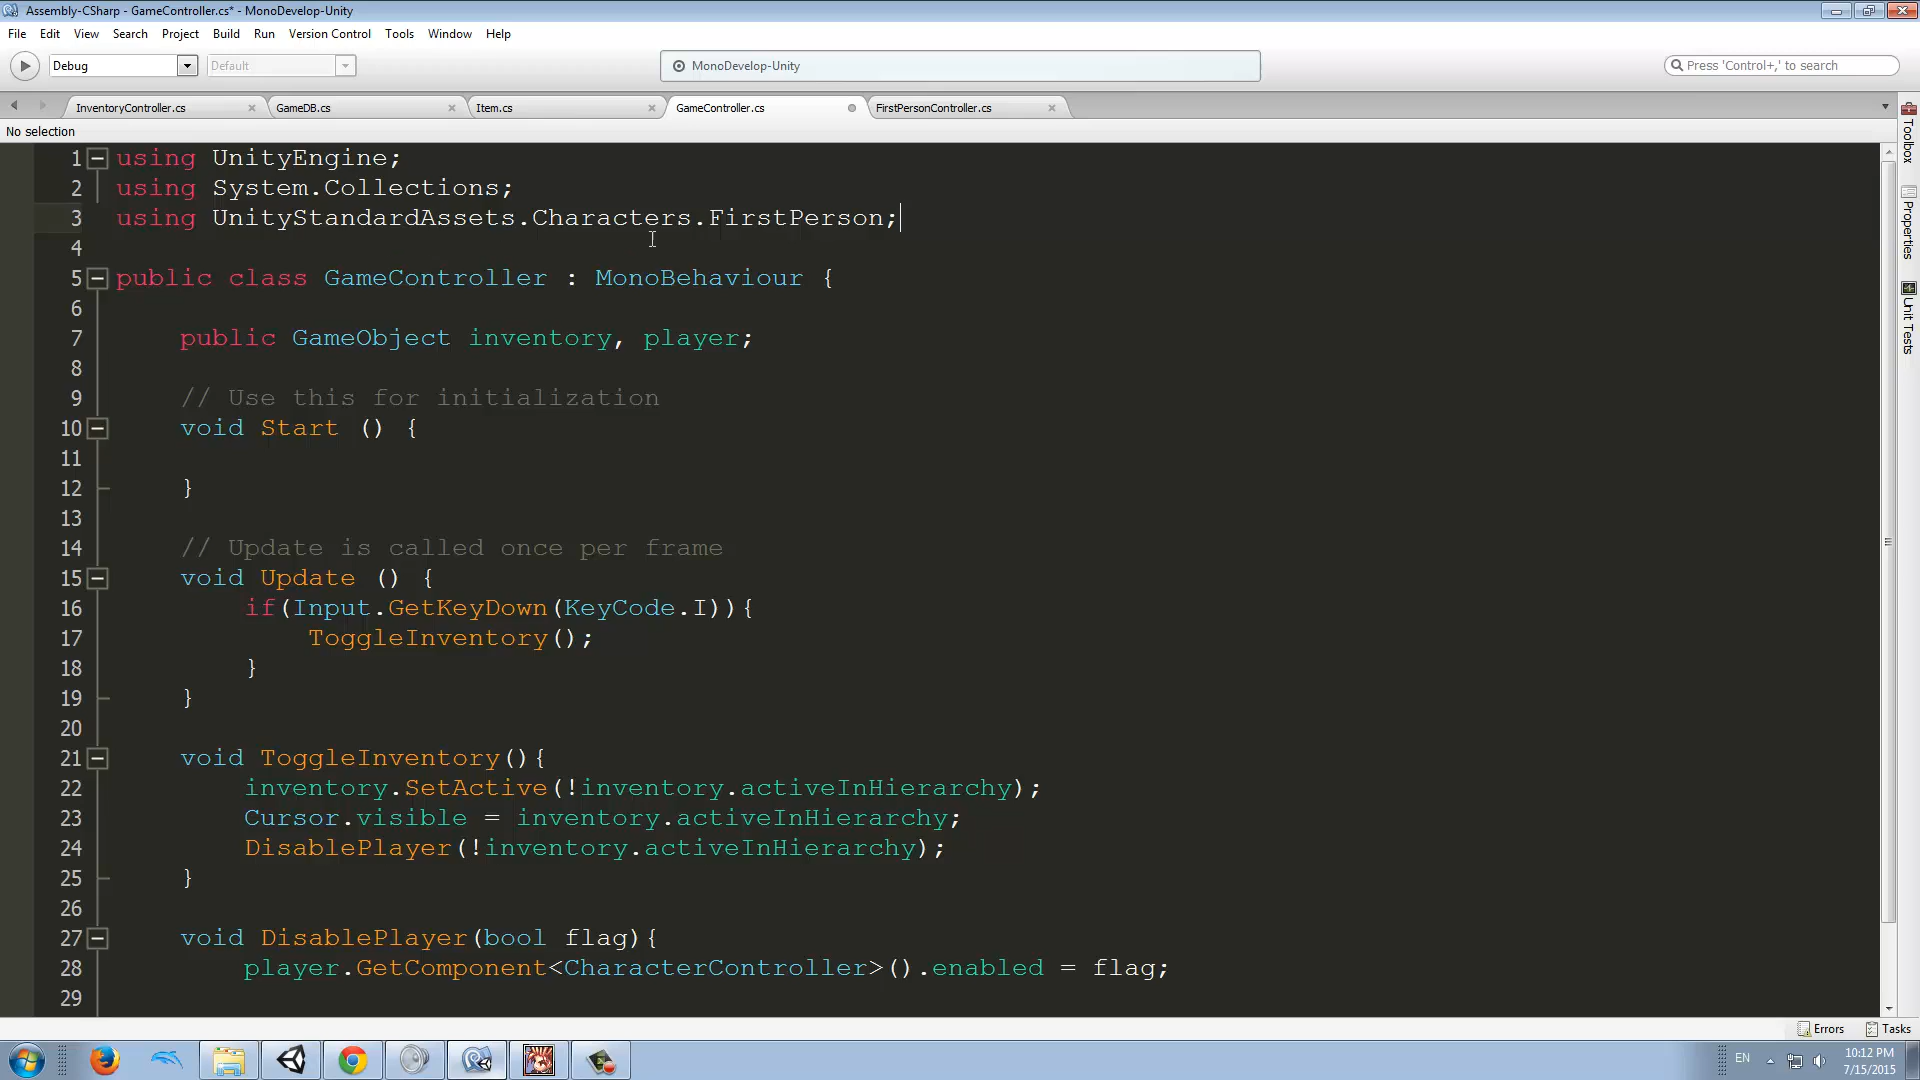 Assembly-CSharp - GameController.cs* - MonoDevelop-Unity
File Edit View Search Project Build Run Version Control Tools Window Help
Debug Default MonoDevelop-Unity Press 'Control+,' to search
InventoryController.cs GameDB.cs Item.cs GameController.cs FirstPersonController.cs
No selection
1 using UnityEngine;
2 using System.Collections;
3 using UnityStandardAssets.Characters.FirstPerson;
4
5 public class GameController : MonoBehaviour {
6
7 public GameObject inventory, player;
8
9 // Use this for initialization
10 void Start () {
11
12 }
13
14 // Update is called once per frame
15 void Update () {
16 if(Input.GetKeyDown(KeyCode.I)){
17 ToggleInventory();
18 }
19 }
20
21 void ToggleInventory(){
22 inventory.SetActive(!inventory.activeInHierarchy);
23 Cursor.visible = inventory.activeInHierarchy;
24 DisablePlayer(!inventory.activeInHierarchy);
25 }
26
27 void DisablePlayer(bool flag){
28 player.GetComponent<CharacterController>().enabled = flag;
29
Toolbox
Properties
Unit Tests
Errors Tasks
EN
10:12 PM
7/15/2015